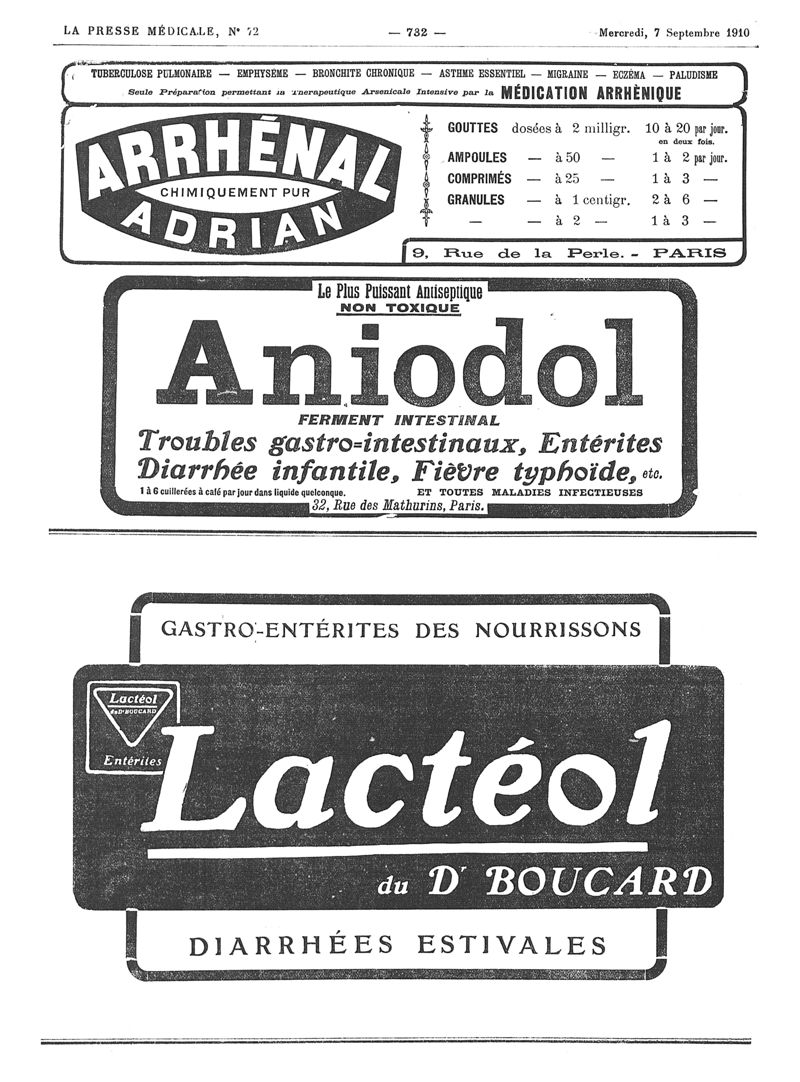 LA PRESSE MÉDICALE, N° 72 — 732 — Mercredi, 7 Septembre 1910
TUBERCULOSE PULMONAIRE — EMPHYSÈME — BRONCHITE CHRONIQUE — ASTHME ESSENTIEL — MIGRAINE — ECZÉMA — PALUDISME
Seule Préparation permettant la Thérapeutique Arsenicale Intensive par la MÉDICATION ARRHÈNIQUE
ARRHÉNAL
CHIMIQUEMENT PUR
ADRIAN
GOUTTES dosées à 2 milligr. 10 à 20 par jour.
en deux fois.
AMPOULES — à 50 — 1 à 2 par jour.
COMPRIMÉS — à 25 — 1 à 3 —
GRANULES — à 1 centigr. 2 à 6 —
— — à 2 — 1 à 3 —
9, Rue de la Perle. - PARIS
Le Plus Puissant Antiseptique
NON TOXIQUE
Aniodol
FERMENT INTESTINAL
Troubles gastro=intestinaux, Entérites
Diarrhée infantile, Fièvre typhoïde, etc.
1 à 6 cuillerées à café par jour dans liquide quelconque. ET TOUTES MALADIES INFECTIEUSES
32, Rue des Mathurins, Paris.
GASTRO-ENTÉRITES DES NOURRISSONS
Lactéol
du Dr BOUCARD
Entérites
Lactéol
du Dr BOUCARD
DIARRHÉES ESTIVALES